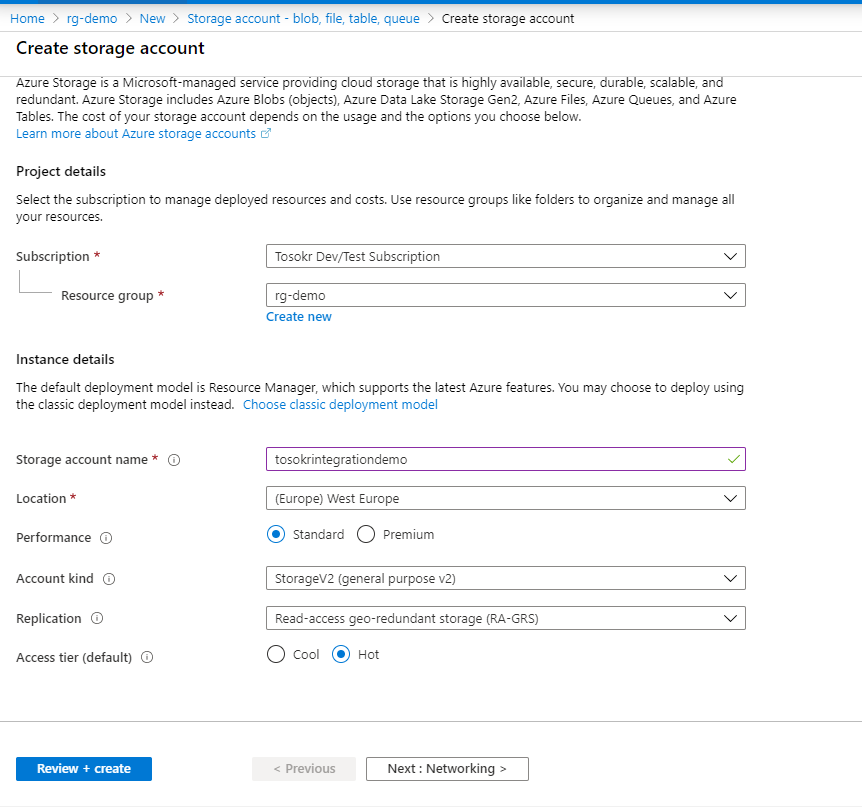 Home > rg-demo > New > Storage account - blob, file, table, queue > Create storage account
Create storage account
Azure Storage is a Microsoft-managed service providing cloud storage that is highly available, secure, durable, scalable, and
redundant. Azure Storage includes Azure Blobs (objects), Azure Data Lake Storage Gen2, Azure Files, Azure Queues, and Azure
Tables. The cost of your storage account depends on the usage and the options you choose below.
Learn more about Azure storage accounts
Project details
Select the subscription to manage deployed resources and costs. Use resource groups like folders to organize and manage all
your resources.
Subscription * Tosokr Dev/Test Subscription
Resource group * rg-demo
Create new
Instance details
The default deployment model is Resource Manager, which supports the latest Azure features. You may choose to deploy using
the classic deployment model instead. Choose classic deployment model
Storage account name * tosokrintegrationdemo
Location * (Europe) West Europe
Performance Standard Premium
Account kind StorageV2 (general purpose v2)
Replication Read-access geo-redundant storage (RA-GRS)
Access tier (default) Cool Hot
Review + create < Previous Next : Networking >